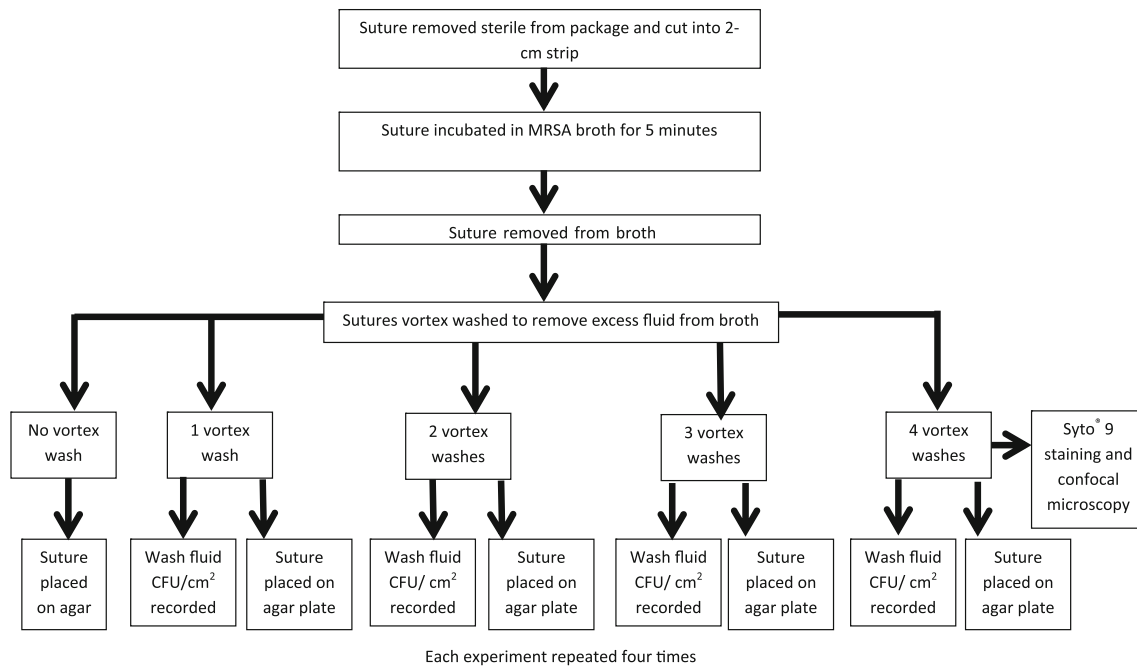 Suture removed sterile from package and cut into 2-
cm strip
Suture incubated in MRSA broth for 5 minutes
Suture removed from broth
Sutures vortex washed to remove excess fluid from broth
No vortex
wash
1 vortex
wash
2 vortex
washes
3 vortex
washes
4 vortex
washes
Syto® 9
staining and
confocal
microscopy
Suture
placed
on agar
Wash fluid
CFU/cm²
recorded
Suture
placed on
agar plate
Wash fluid
CFU/ cm²
recorded
Suture
placed on
agar plate
Wash fluid
CFU/ cm²
recorded
Suture
placed on
agar plate
Wash fluid
CFU/ cm²
recorded
Suture
placed on
agar plate
Each experiment repeated four times